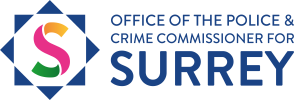 S
OFFICE OF THE POLICE &
CRIME COMMISSIONER FOR
SURREY